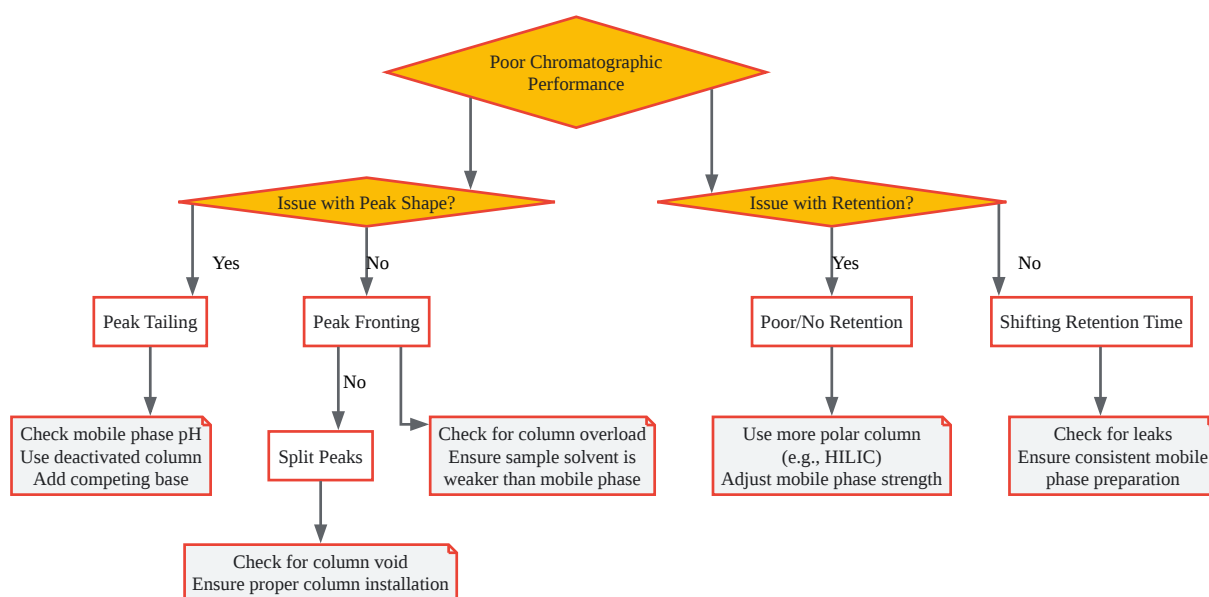 Poor Chromatographic
Performance
Issue with Peak Shape?
Issue with Retention?
Yes
No
Yes
No
Peak Tailing
Peak Fronting
Poor/No Retention
Shifting Retention Time
No
Check mobile phase pH
Use deactivated column
Add competing base
Split Peaks
Check for column overload
Ensure sample solvent is
weaker than mobile phase
Use more polar column
(e.g., HILIC)
Adjust mobile phase strength
Check for leaks
Ensure consistent mobile
phase preparation
Check for column void
Ensure proper column installation